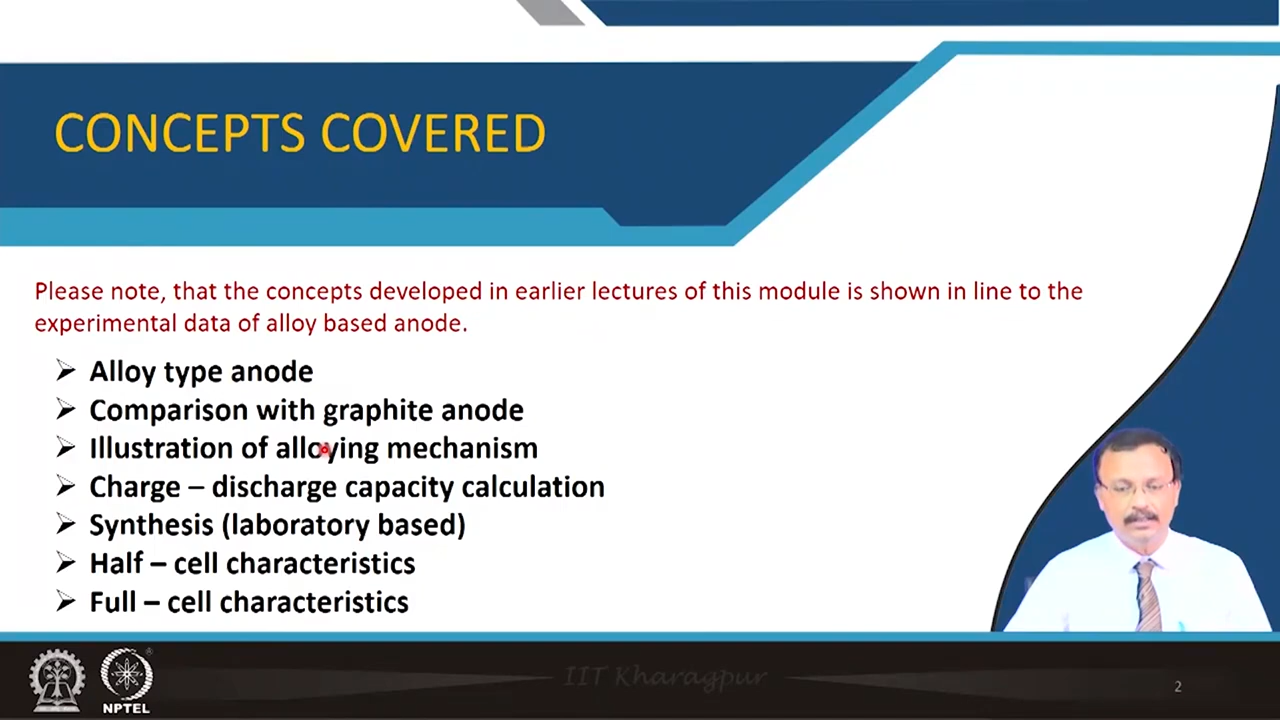 CONCEPTS COVERED
Please note, that the concepts developed in earlier lectures of this module is shown in line to the
experimental data of alloy based anode.
Alloy type anode
Comparison with graphite anode
Illustration of alloying mechanism
Charge – discharge capacity calculation
Synthesis (laboratory based)
Half – cell characteristics
Full – cell characteristics
IIT Kharagpur
NPTEL
2